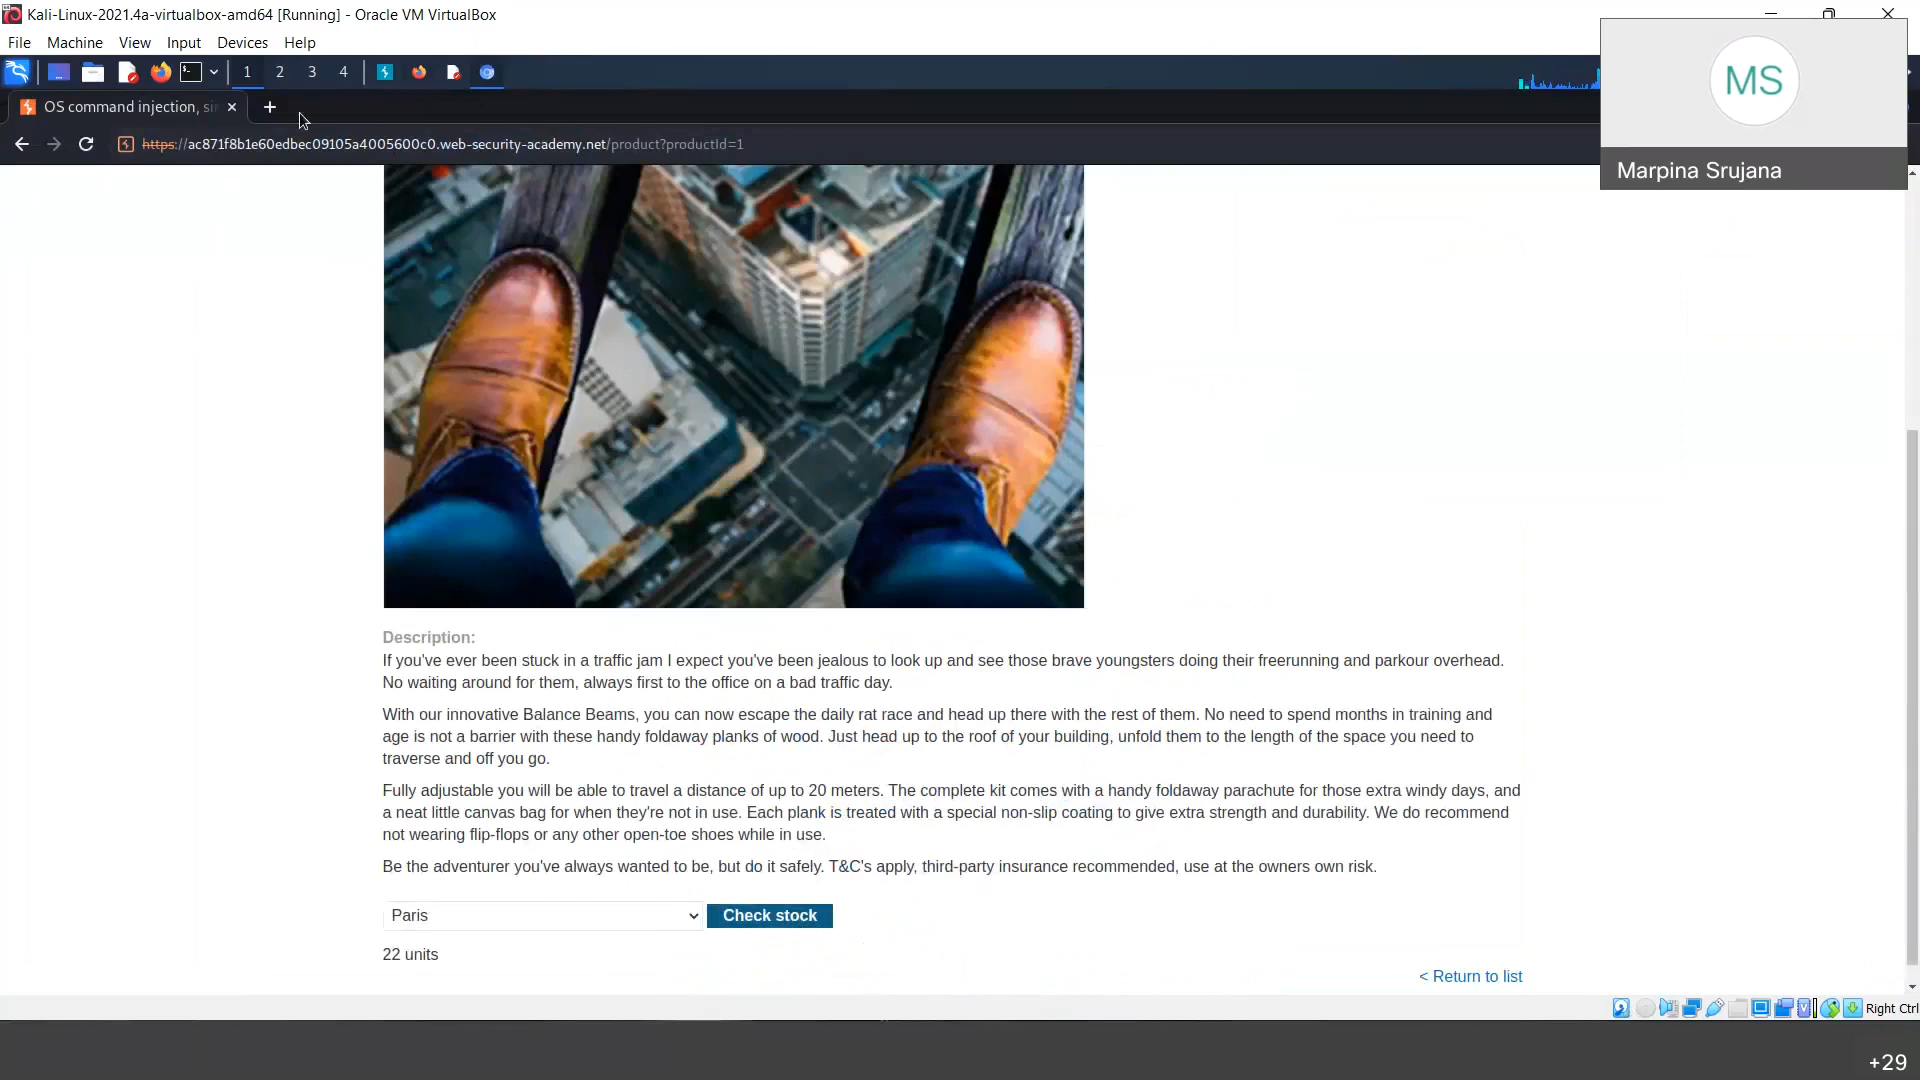 Kali-Linux-2021.4a-virtualbox-amd64 [Running] - Oracle VM VirtualBox
File Machine View Input Devices Help
1 2 3 4
MS
Marpina Srujana
OS command injection, si
https://ac871f8b1e60edbec09105a4005600c0.web-security-academy.net/product?productId=1
Description:
If you've ever been stuck in a traffic jam I expect you've been jealous to look up and see those brave youngsters doing their freerunning and parkour overhead.
No waiting around for them, always first to the office on a bad traffic day.
With our innovative Balance Beams, you can now escape the daily rat race and head up there with the rest of them. No need to spend months in training and
age is not a barrier with these handy foldaway planks of wood. Just head up to the roof of your building, unfold them to the length of the space you need to
traverse and off you go.
Fully adjustable you will be able to travel a distance of up to 20 meters. The complete kit comes with a handy foldaway parachute for those extra windy days, and
a neat little canvas bag for when they're not in use. Each plank is treated with a special non-slip coating to give extra strength and durability. We do recommend
not wearing flip-flops or any other open-toe shoes while in use.
Be the adventurer you've always wanted to be, but do it safely. T&C's apply, third-party insurance recommended, use at the owners own risk.
Paris Check stock
22 units
< Return to list
Right Ctrl
+29